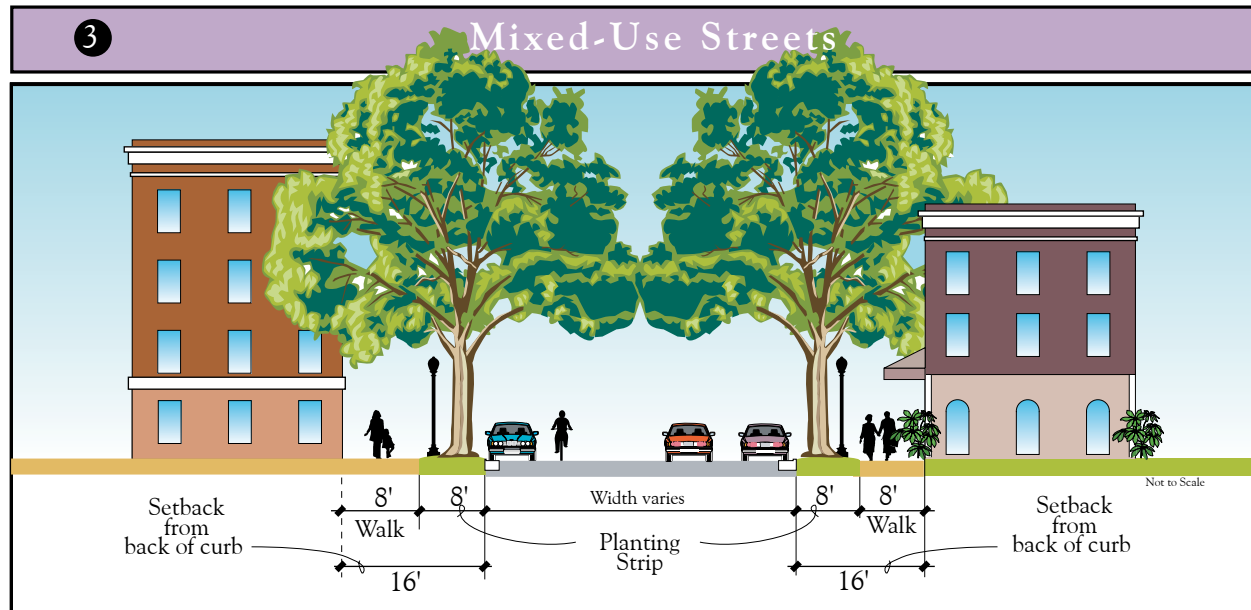 3
Mixed-Use Streets
Not to Scale
8'
8'
Width varies
8'
8'
Setback
from
back of curb
Walk
Planting
Strip
Walk
Setback
from
back of curb
16'
16'